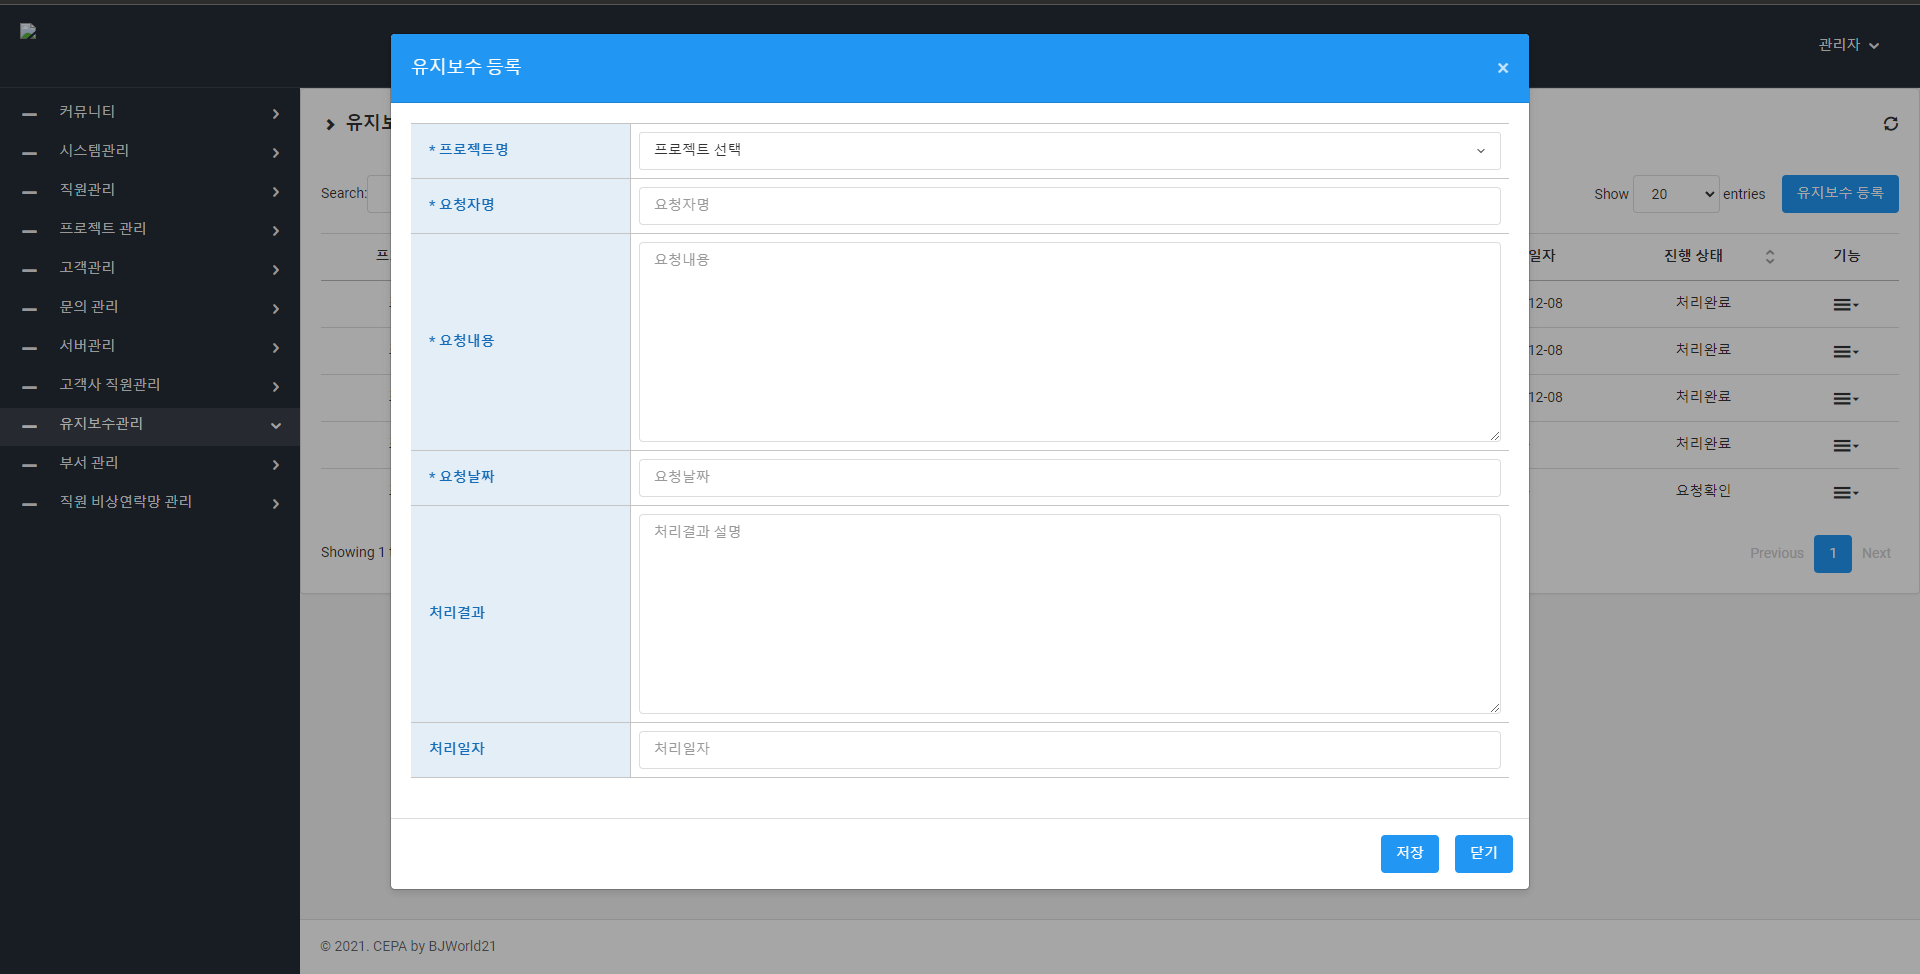 관리자
유지보수 등록
×
커뮤니티
시스템관리
직원관리
프로젝트 관리
고객관리
문의 관리
서버관리
고객사 직원관리
유지보수관리
부서 관리
직원 비상연락망 관리
유지보
Search:
Show 20 entries 유지보수 등록
프
일자 진행 상태 기능
12-08 처리완료
12-08 처리완료
12-08 처리완료
처리완료
요청확인
Showing 1
Previous 1 Next
* 프로젝트명 프로젝트 선택
* 요청자명 요청자명
* 요청내용 요청내용
* 요청날짜 요청날짜
처리결과 처리결과 설명
처리일자 처리일자
저장 닫기
© 2021. CEPA by BJWorld21